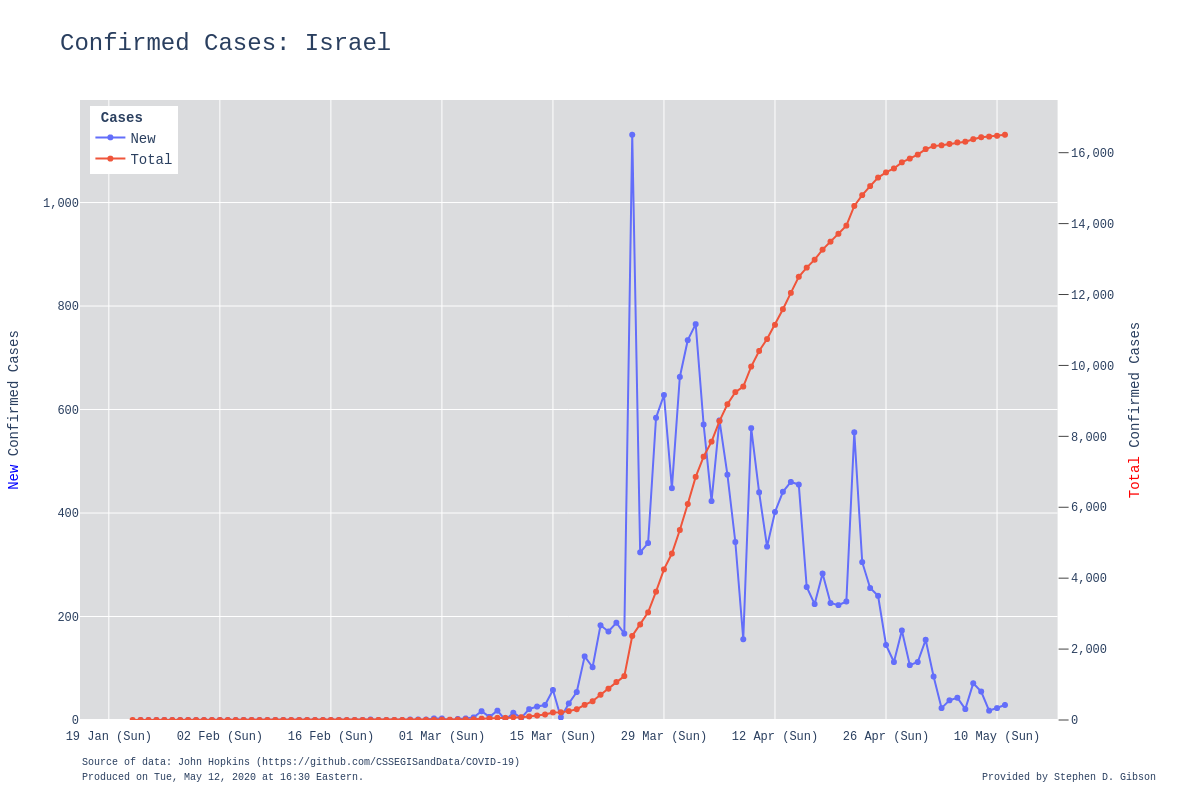 Confirmed Cases: Israel
Cases
New
Total
1,000
800
600
400
200
0
New Confirmed Cases
16,000
14,000
12,000
10,000
8,000
6,000
4,000
2,000
0
Total Confirmed Cases
19 Jan (Sun) 02 Feb (Sun) 16 Feb (Sun) 01 Mar (Sun) 15 Mar (Sun) 29 Mar (Sun) 12 Apr (Sun) 26 Apr (Sun) 10 May (Sun)
Source of data: John Hopkins (https://github.com/CSSEGISandData/COVID-19)
Produced on Tue, May 12, 2020 at 16:30 Eastern.
Provided by Stephen D. Gibson